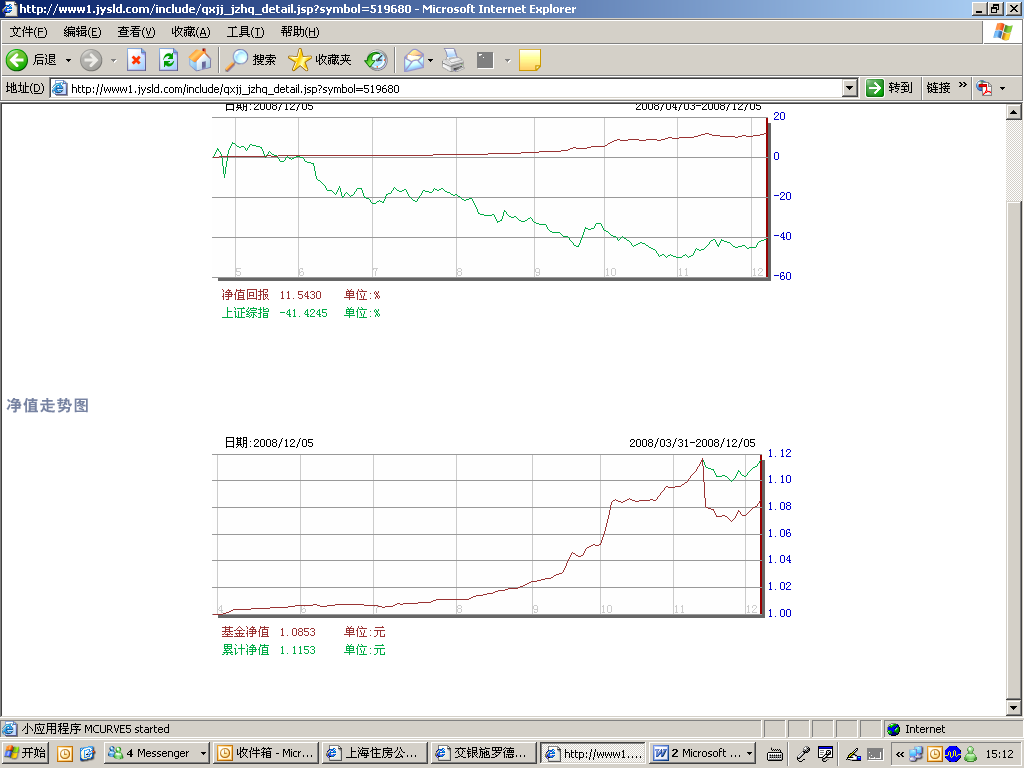 http://www1.jysld.com/include/qxjj_jzhq_detail.jsp?symbol=519680 - Microsoft Internet Explorer
文件(F) 编辑(E) 查看(V) 收藏(A) 工具(T) 帮助(H)
后退 搜索 收藏夹
地址(D) http://www1.jysld.com/include/qxjj_jzhq_detail.jsp?symbol=519680 转到 链接 »
日期:2008/12/05 2008/04/03-2008/12/05
20
0
-20
-40
-60
5 6 7 8 9 10 11 12
净值回报 11.5430 单位:%
上证综指 -41.4245 单位:%
净值走势图
日期:2008/12/05 2008/03/31-2008/12/05
1.12
1.10
1.08
1.06
1.04
1.02
1.00
4 5 6 7 8 9 10 11 12
基金净值 1.0853 单位:元
累计净值 1.1153 单位:元
小应用程序 MCURVE5 started Internet
开始 4 Messenger 收件箱 - Micr... 上海住房公... 交银施罗德... http://www1.... 2 Microsoft ... « 15:12